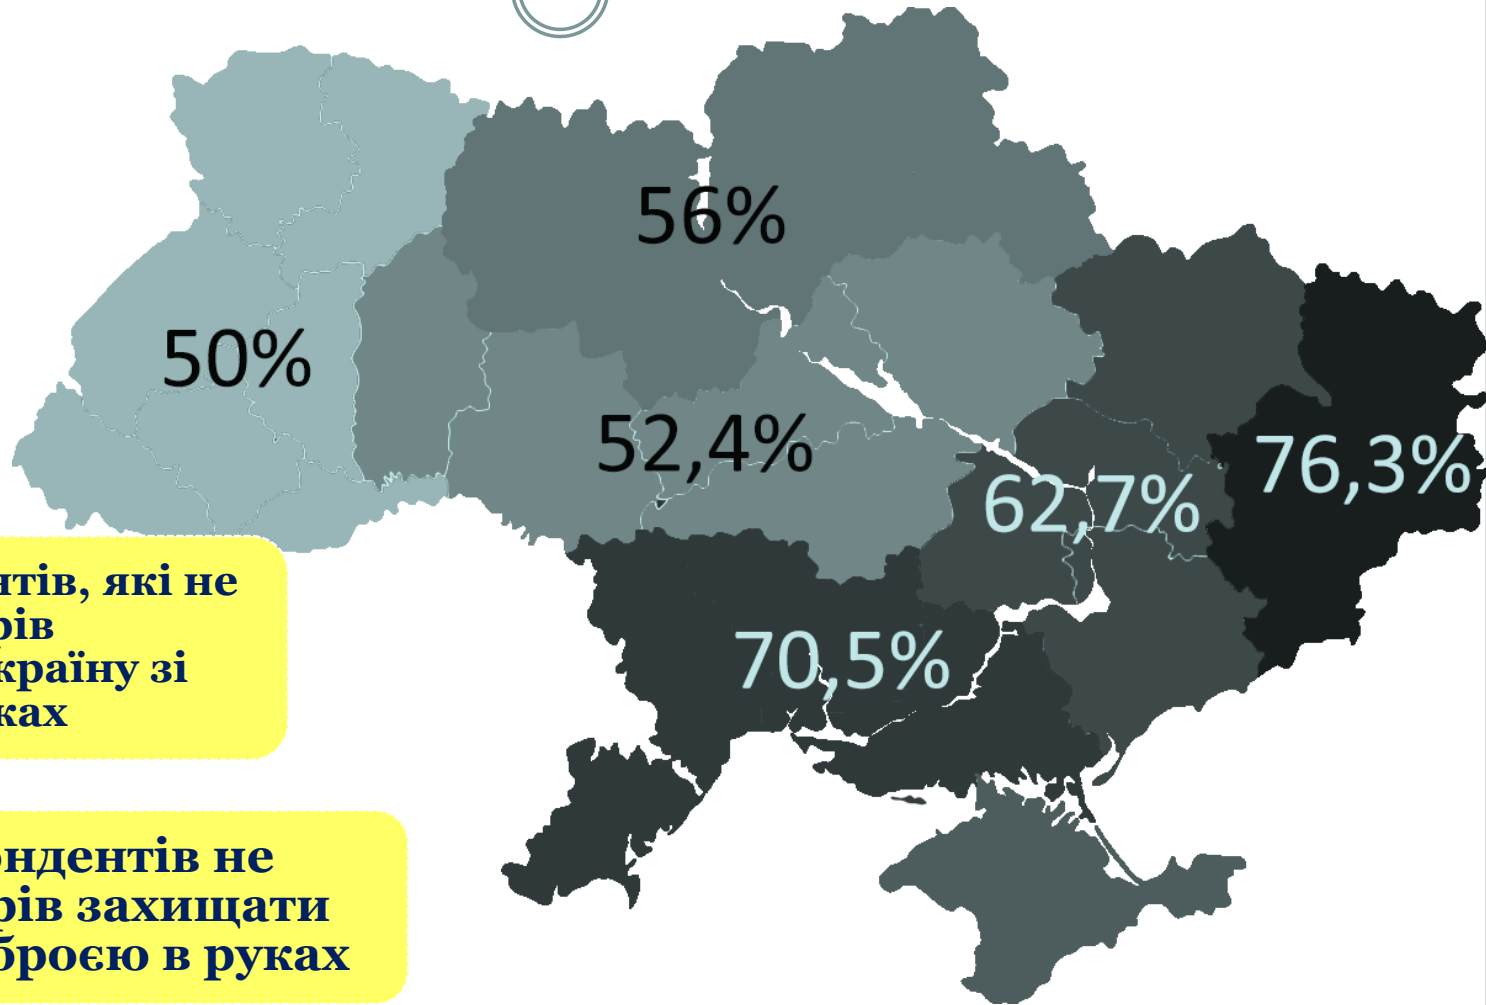 56%
50%
52,4%
76,3%
62,7%
70,5%
нтів, які не
рів
країну зі
ках
ондентів не
рів захищати
броєю в руках